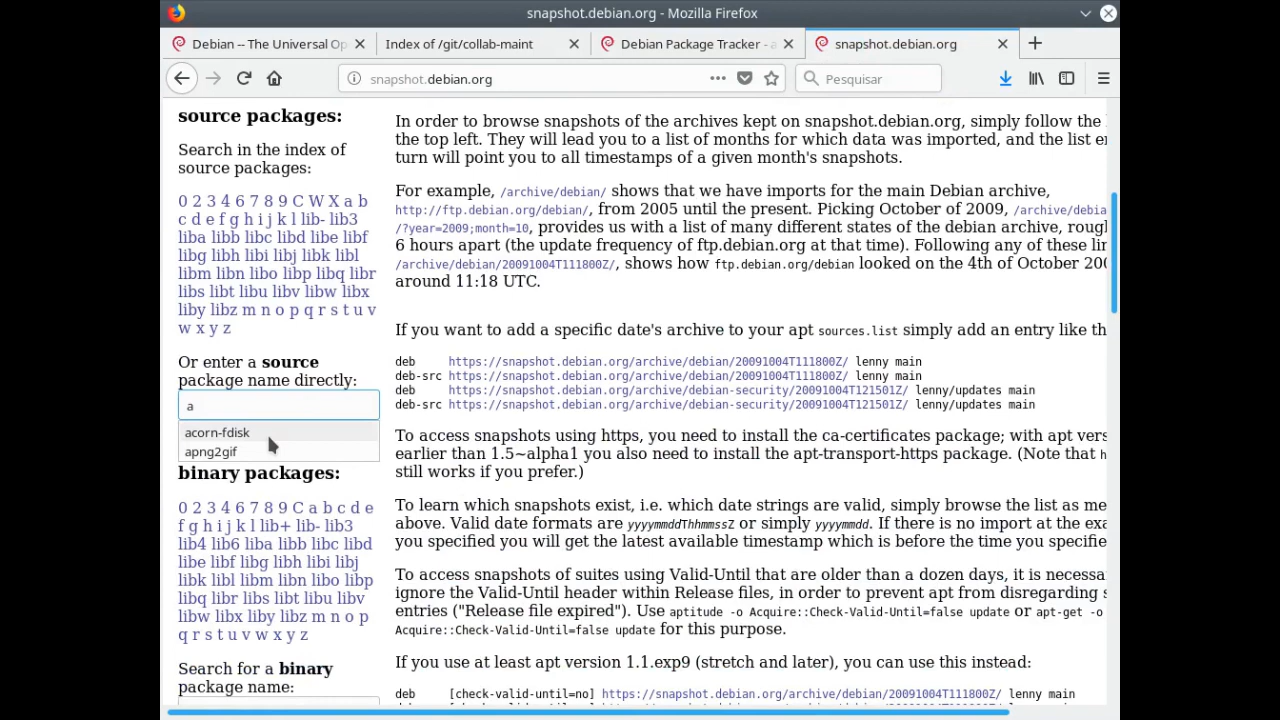 snapshot.debian.org - Mozilla Firefox
Debian -- The Universal Op
Index of /git/collab-maint
Debian Package Tracker - a
snapshot.debian.org
snapshot.debian.org
Pesquisar
source packages:
Search in the index of
source packages:
0 2 3 4 6 7 8 9 C W X a b
c d e f g h i j k l lib- lib3
liba libb libc libd libe libf
libg libh libi libj libk libl
libm libn libo libp libq libr
libs libt libu libv libw libx
liby libz m n o p q r s t u v
w x y z
Or enter a source
package name directly:
a
acorn-fdisk
apng2gif
binary packages:
0 2 3 4 6 7 8 9 C a b c d e
f g h i j k l lib+ lib- lib3
lib4 lib6 liba libb libc libd
libe libf libg libh libi libj
libk libl libm libn libo libp
libq libr libs libt libu libv
libw libx liby libz m n o p
q r s t u v w x y z
Search for a binary
package name:
In order to browse snapshots of the archives kept on snapshot.debian.org, simply follow the
the top left. They will lead you to a list of months for which data was imported, and the list e
turn will point you to all timestamps of a given month's snapshots.
For example, /archive/debian/ shows that we have imports for the main Debian archive,
http://ftp.debian.org/debian/, from 2005 until the present. Picking October of 2009, /archive/debia
/?year=2009;month=10, provides us with a list of many different states of the debian archive, roug
6 hours apart (the update frequency of ftp.debian.org at that time). Following any of these lin
/archive/debian/20091004T111800Z/, shows how ftp.debian.org/debian looked on the 4th of October 200
around 11:18 UTC.
If you want to add a specific date's archive to your apt sources.list simply add an entry like th
deb https://snapshot.debian.org/archive/debian/20091004T111800Z/ lenny main
deb-src https://snapshot.debian.org/archive/debian/20091004T111800Z/ lenny main
deb https://snapshot.debian.org/archive/debian-security/20091004T121501Z/ lenny/updates main
deb-src https://snapshot.debian.org/archive/debian-security/20091004T121501Z/ lenny/updates main
To access snapshots using https, you need to install the ca-certificates package; with apt vers
earlier than 1.5~alpha1 you also need to install the apt-transport-https package. (Note that h
still works if you prefer.)
To learn which snapshots exist, i.e. which date strings are valid, simply browse the list as me
above. Valid date formats are yyyymmddThhmmssZ or simply yyyymmdd. If there is no import at the exa
you specified you will get the latest available timestamp which is before the time you specifie
To access snapshots of suites using Valid-Until that are older than a dozen days, it is necessa
ignore the Valid-Until header within Release files, in order to prevent apt from disregarding s
entries ("Release file expired"). Use aptitude -o Acquire::Check-Valid-Until=false update or apt-get -o
Acquire::Check-Valid-Until=false update for this purpose.
If you use at least apt version 1.1.exp9 (stretch and later), you can use this instead:
deb [check-valid-until=no] https://snapshot.debian.org/archive/debian/20091004T111800Z/ lenny main